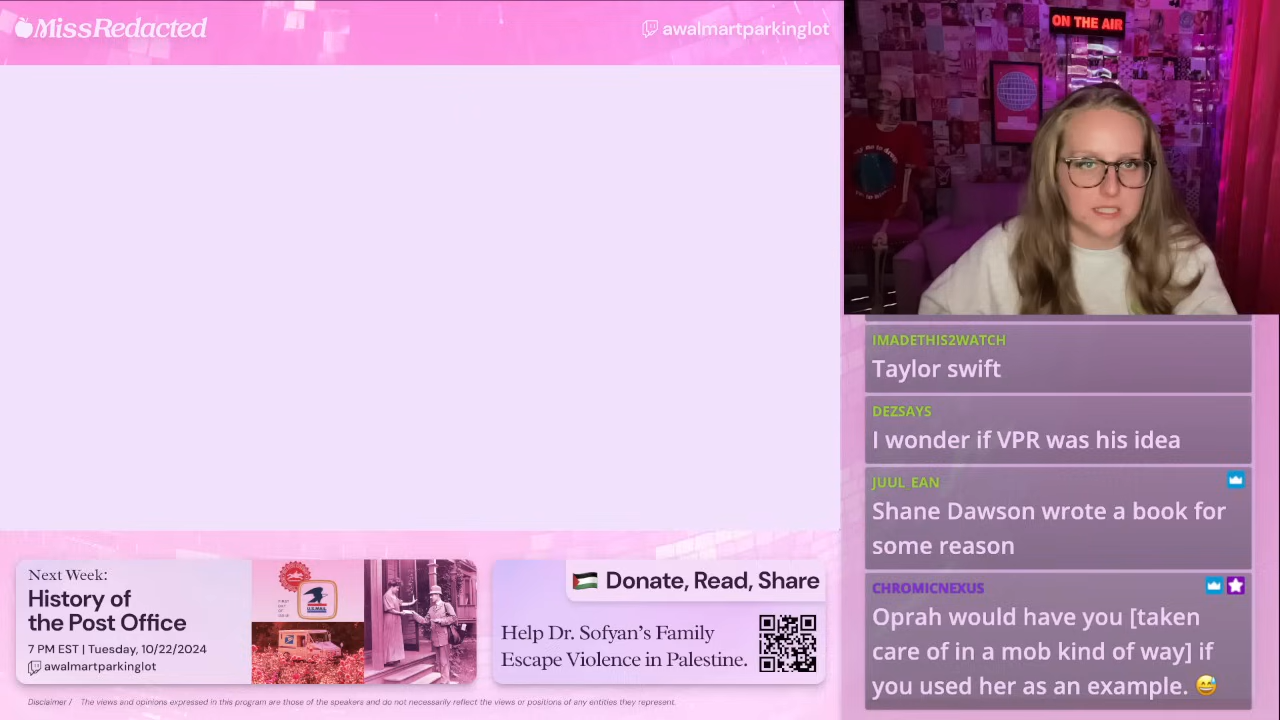 MissRedacted
awalmartparkinglot
ON THE AIR
IMADETHIS2WATCH
Taylor swift
DEZSAYS
I wonder if VPR was his idea
JUUL_EAN
Shane Dawson wrote a book for
some reason
CHROMICNEXUS
Oprah would have you [taken
care of in a mob kind of way] if
you used her as an example. 😅
Next Week:
History of
the Post Office
7 PM EST | Tuesday, 10/22/2024
awalmartparkinglot
🇵🇸 Donate, Read, Share
Help Dr. Sofyan's Family
Escape Violence in Palestine.
Disclaimer / The views and opinions expressed in this program are those of the speakers and do not necessarily reflect the views or positions of any entities they represent.